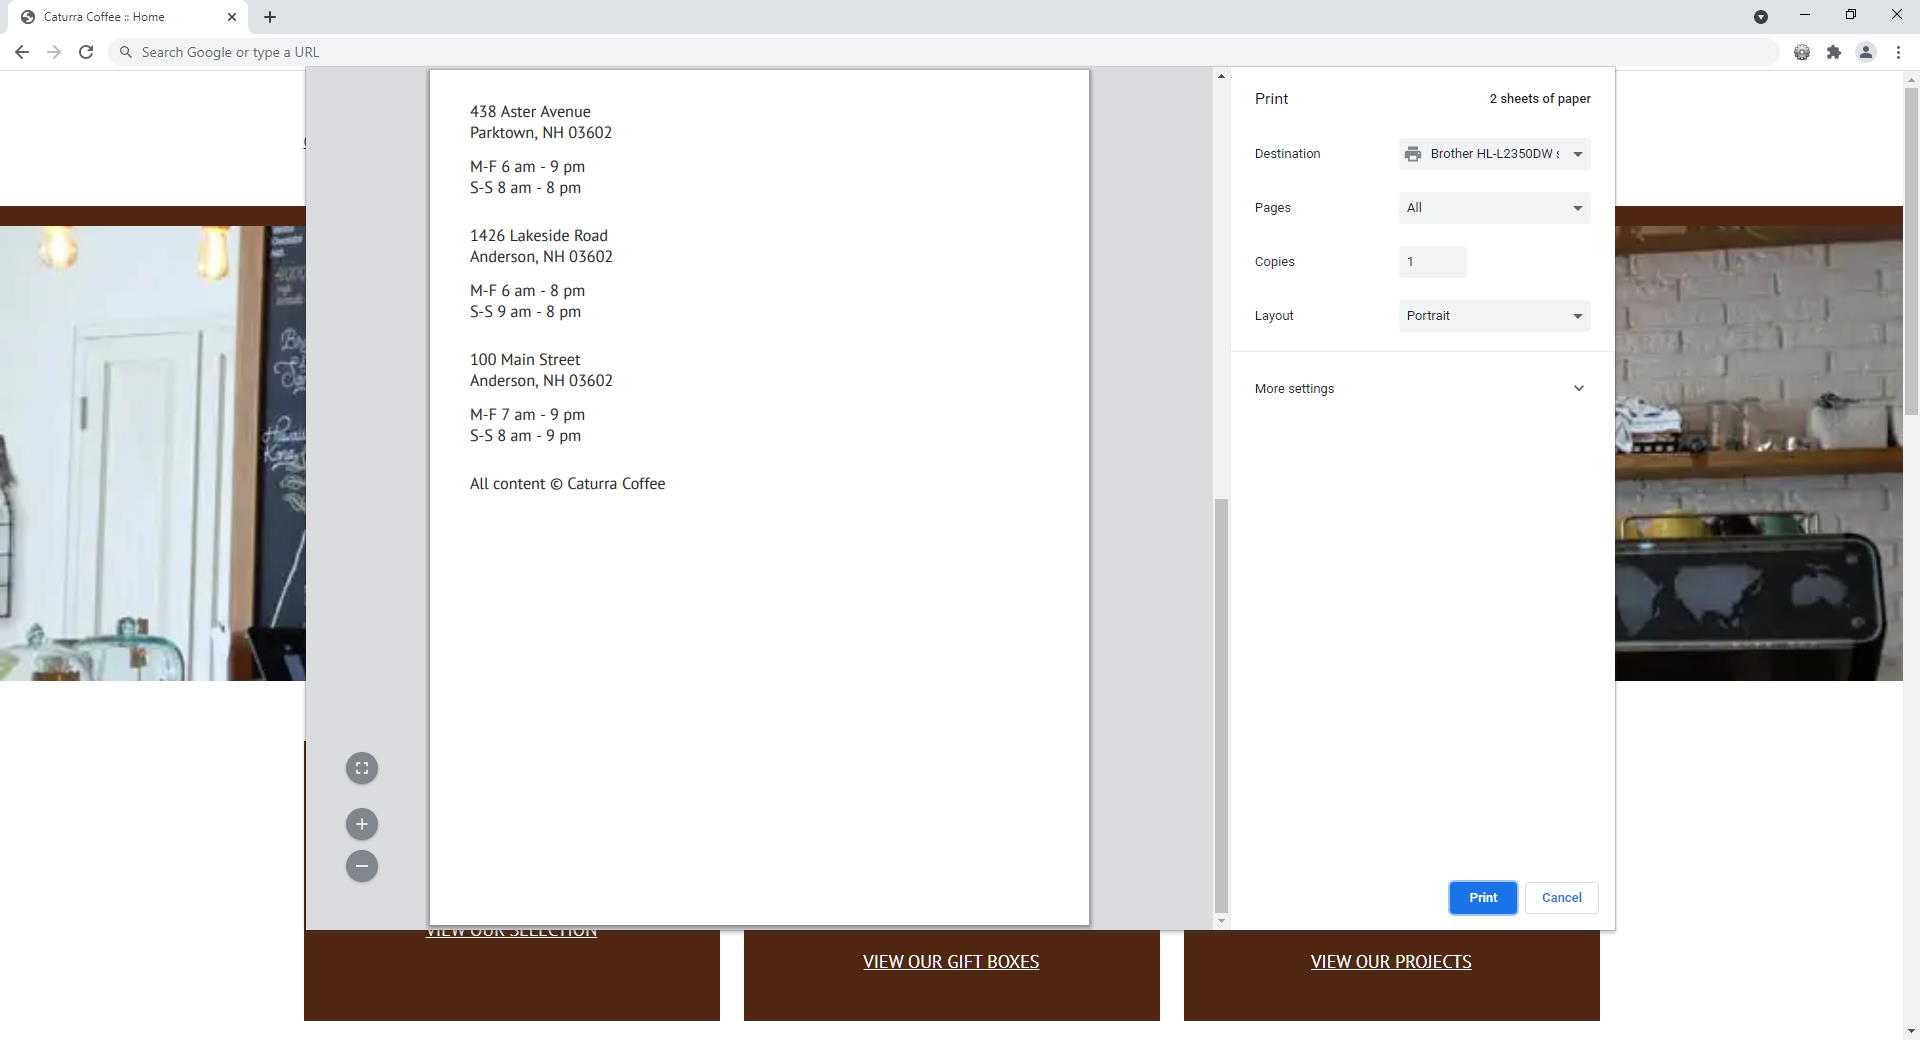 Caturra Coffee :: Home
Search Google or type a URL
438 Aster Avenue
Parktown, NH 03602
M-F 6 am - 9 pm
S-S 8 am - 8 pm
1426 Lakeside Road
Anderson, NH 03602
M-F 6 am - 8 pm
S-S 9 am - 8 pm
100 Main Street
Anderson, NH 03602
M-F 7 am - 9 pm
S-S 8 am - 9 pm
All content © Caturra Coffee
Print
2 sheets of paper
Destination
Brother HL-L2350DW
Pages
All
Copies
1
Layout
Portrait
More settings
Print
Cancel
VIEW OUR SELECTION
VIEW OUR GIFT BOXES
VIEW OUR PROJECTS